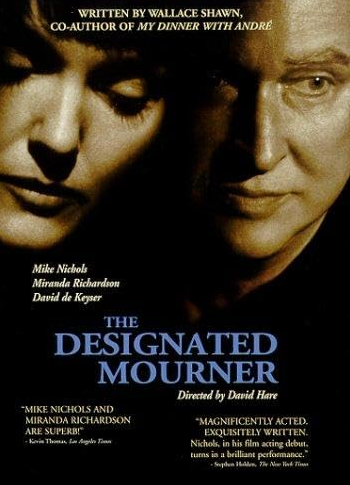 WRITTEN BY WALLACE SHAWN,
CO-AUTHOR OF MY DINNER WITH ANDRÉ
Mike Nichols
Miranda Richardson
David de Keyser
THE
DESIGNATED
MOURNER
Directed by David Hare
"MIKE NICHOLS AND
MIRANDA RICHARDSON
ARE SUPERB!"
- Kevin Thomas, Los Angeles Times
"MAGNIFICENTLY ACTED.
EXQUISITELY WRITTEN.
Nichols, in his film acting debut,
turns in a brilliant performance."
- Stephen Holden, The New York Times